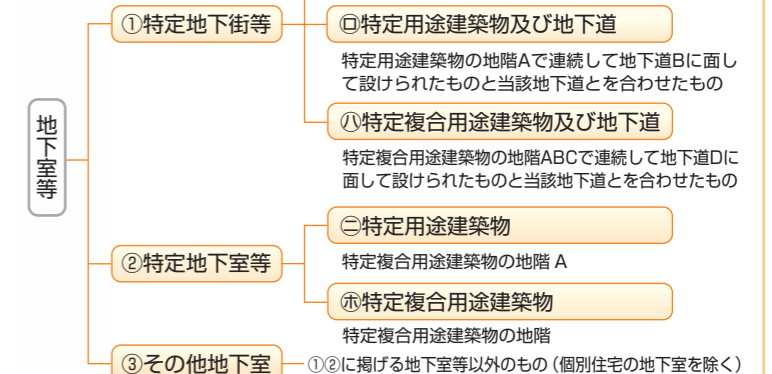 ①特定地下街等
㋺特定用途建築物及び地下道
特定用途建築物の地階Aで連続して地下道Bに面し
て設けられたものと当該地下道とを合わせたもの
㋩特定複合用途建築物及び地下道
特定複合用途建築物の地階ABCで連続して地下道Dに
面して設けられたものと当該地下道とを合わせたもの
地下室等
②特定地下室等
㊁特定用途建築物
特定複合用途建築物の地階 A
㋭特定複合用途建築物
特定複合用途建築物の地階
③その他地下室
①②に掲げる地下室等以外のもの（個別住宅の地下室を除く）